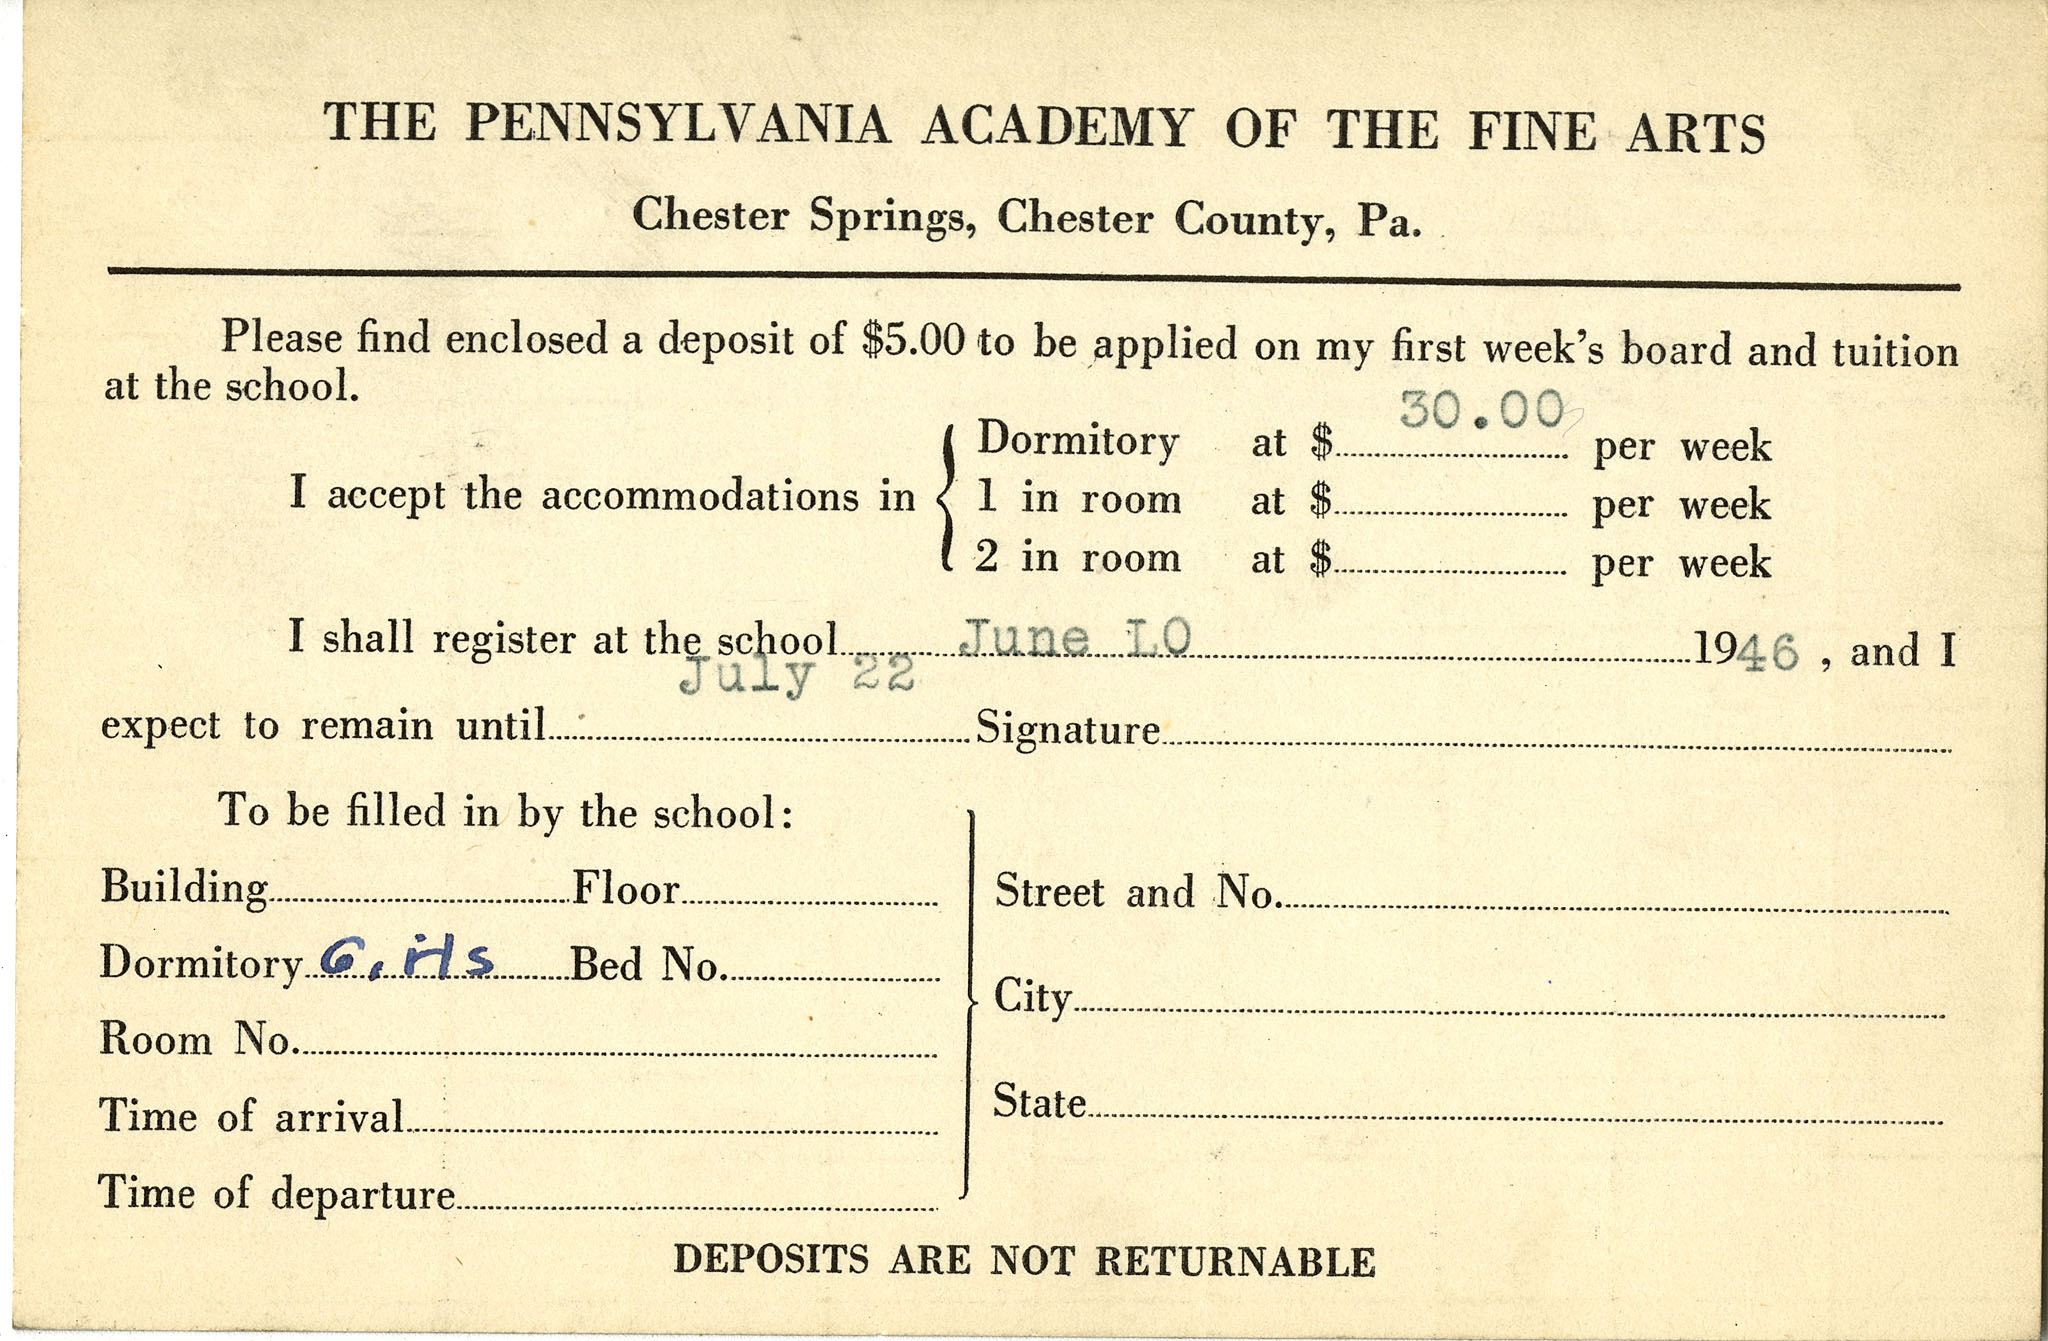 THE PENNSYLVANIA ACADEMY OF THE FINE ARTS
Chester Springs, Chester County, Pa.
Please find enclosed a deposit of $5.00 to be applied on my first week's board and tuition
at the school.
30.00
Dormitory at $ per week
I accept the accommodations in 1 in room at $ per week
2 in room at $ per week
I shall register at the school June LO 1946, and I
July 22
expect to remain until Signature
To be filled in by the school:
Building Floor Street and No.
Dormitory Girls Bed No.
City
Room No.
Time of arrival State
Time of departure
DEPOSITS ARE NOT RETURNABLE